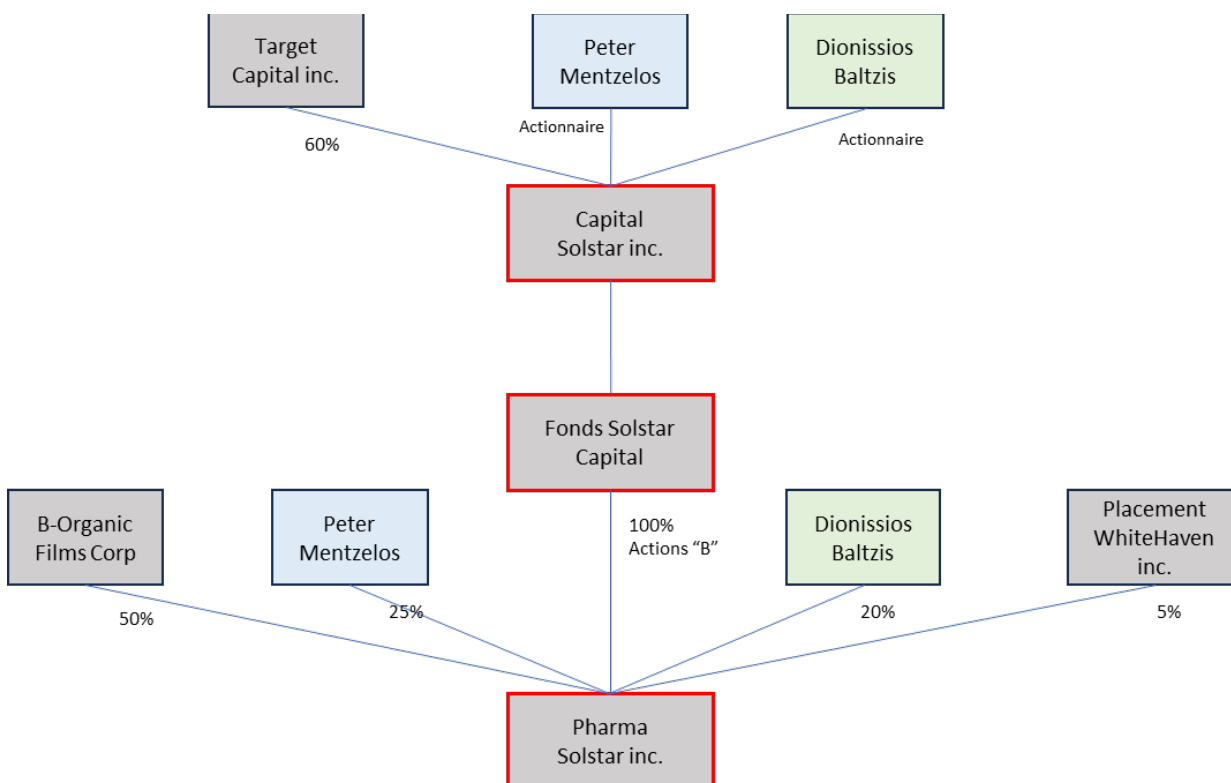 Target
Capital inc.
Peter
Mentzelos
Dionissios
Baltzis
60%
Actionnaire
Actionnaire
Capital
Solstar inc.
Fonds Solstar
Capital
B-Organic
Films Corp
Peter
Mentzelos
100%
Actions “B”
Dionissios
Baltzis
Placement
WhiteHaven
inc.
50%
25%
20%
5%
Pharma
Solstar inc.